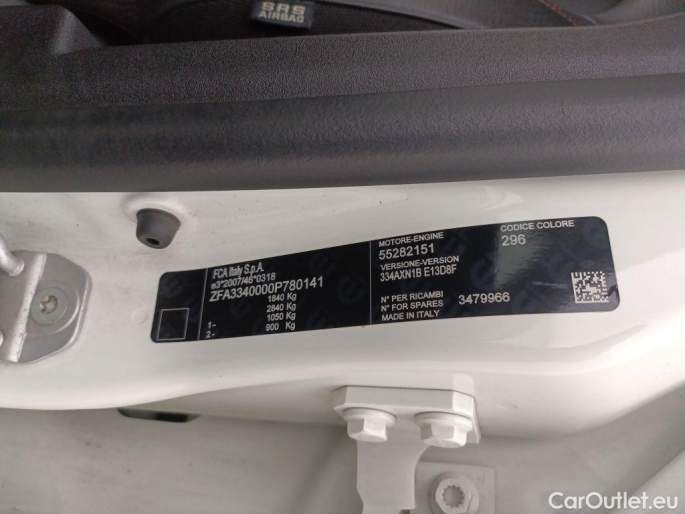 SRS
AIRBAG
FCA Italy S.p.A.
e3*2007/46*0318
ZFA3340000P780141
1840 Kg
2840 Kg
1- 1050 Kg
2- 900 Kg
MOTORE-ENGINE
55282151
VERSIONE-VERSION
334AXN1B E13D8F
N° PER RICAMBI
N° FOR SPARES 3479966
MADE IN ITALY
CODICE COLORE
296
CarOutlet.eu